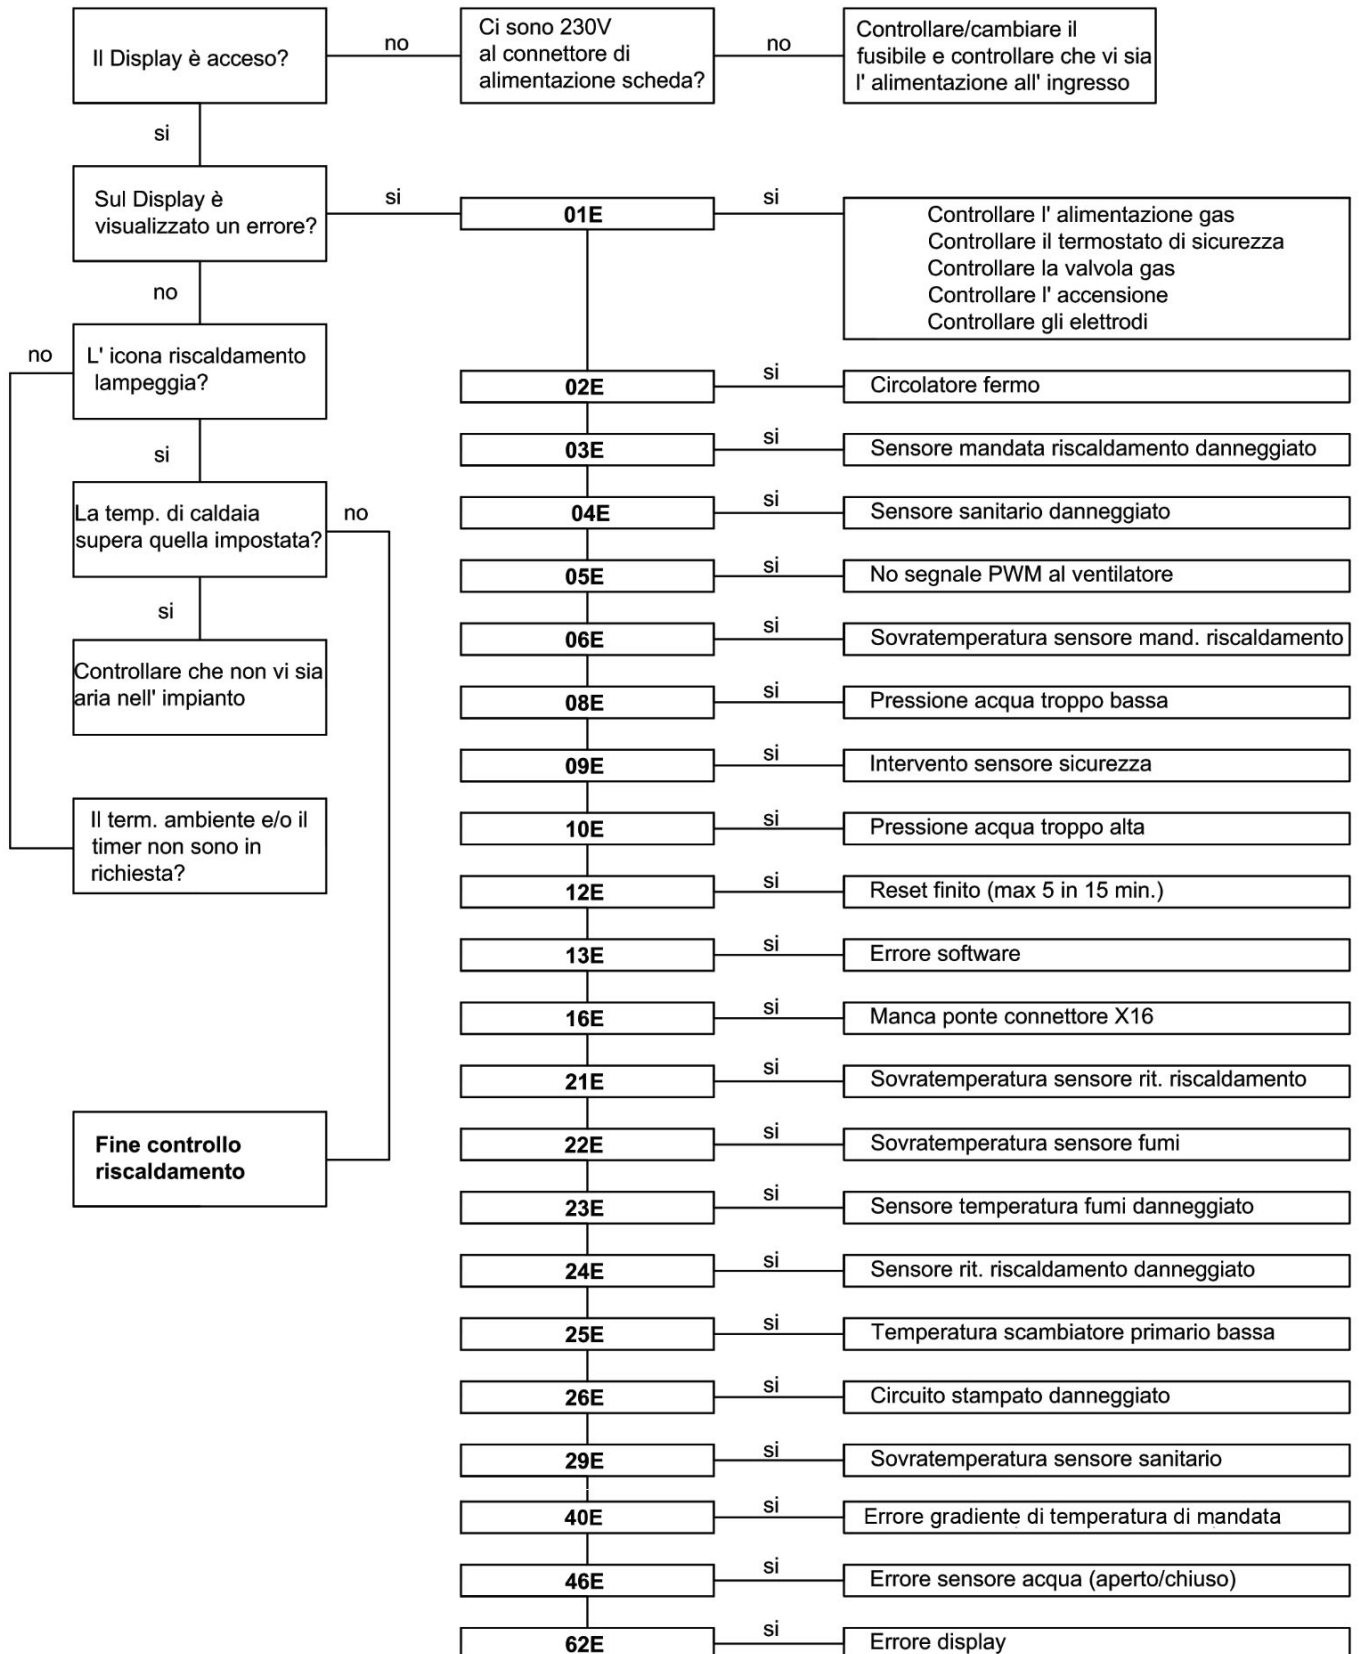 Il Display è acceso?
no
Ci sono 230V
al connettore di
alimentazione scheda?
no
Controllare/cambiare il
fusibile e controllare che vi sia
l' alimentazione all' ingresso
si
Sul Display è
visualizzato un errore?
si
01E
si
Controllare l' alimentazione gas
Controllare il termostato di sicurezza
Controllare la valvola gas
Controllare l' accensione
Controllare gli elettrodi
no
no
L' icona riscaldamento
lampeggia?
si
La temp. di caldaia
supera quella impostata?
no
si
Controllare che non vi sia
aria nell' impianto
Il term. ambiente e/o il
timer non sono in
richiesta?
Fine controllo
riscaldamento
02E
si
Circolatore fermo
03E
si
Sensore mandata riscaldamento danneggiato
04E
si
Sensore sanitario danneggiato
05E
si
No segnale PWM al ventilatore
06E
si
Sovratemperatura sensore mand. riscaldamento
08E
si
Pressione acqua troppo bassa
09E
si
Intervento sensore sicurezza
10E
si
Pressione acqua troppo alta
12E
si
Reset finito (max 5 in 15 min.)
13E
si
Errore software
16E
si
Manca ponte connettore X16
21E
si
Sovratemperatura sensore rit. riscaldamento
22E
si
Sovratemperatura sensore fumi
23E
si
Sensore temperatura fumi danneggiato
24E
si
Sensore rit. riscaldamento danneggiato
25E
si
Temperatura scambiatore primario bassa
26E
si
Circuito stampato danneggiato
29E
si
Sovratemperatura sensore sanitario
40E
si
Errore gradiente di temperatura di mandata
46E
si
Errore sensore acqua (aperto/chiuso)
62E
si
Errore display